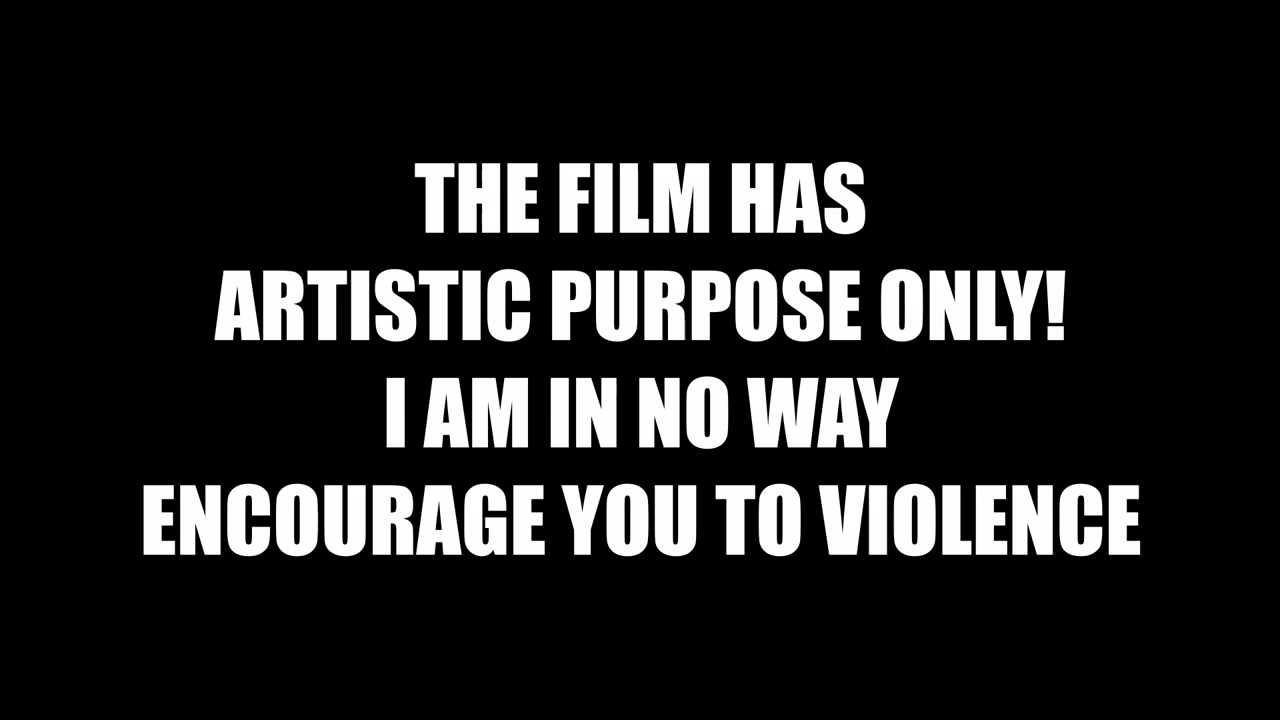 THE FILM HAS
ARTISTIC PURPOSE ONLY!
I AM IN NO WAY
ENCOURAGE YOU TO VIOLENCE